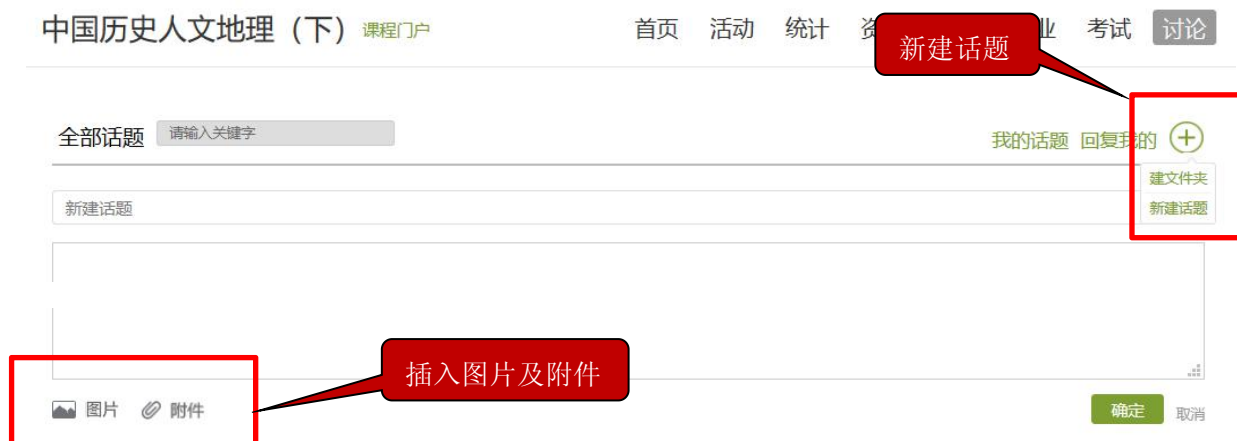 中国历史人文地理（下） 课程门户 首页 活动 统计 资 业 考试 讨论
新建话题
全部话题 请输入关键字 我的话题 回复我的
建文件夹
新建话题 新建话题
插入图片及附件
图片 附件 确定 取消